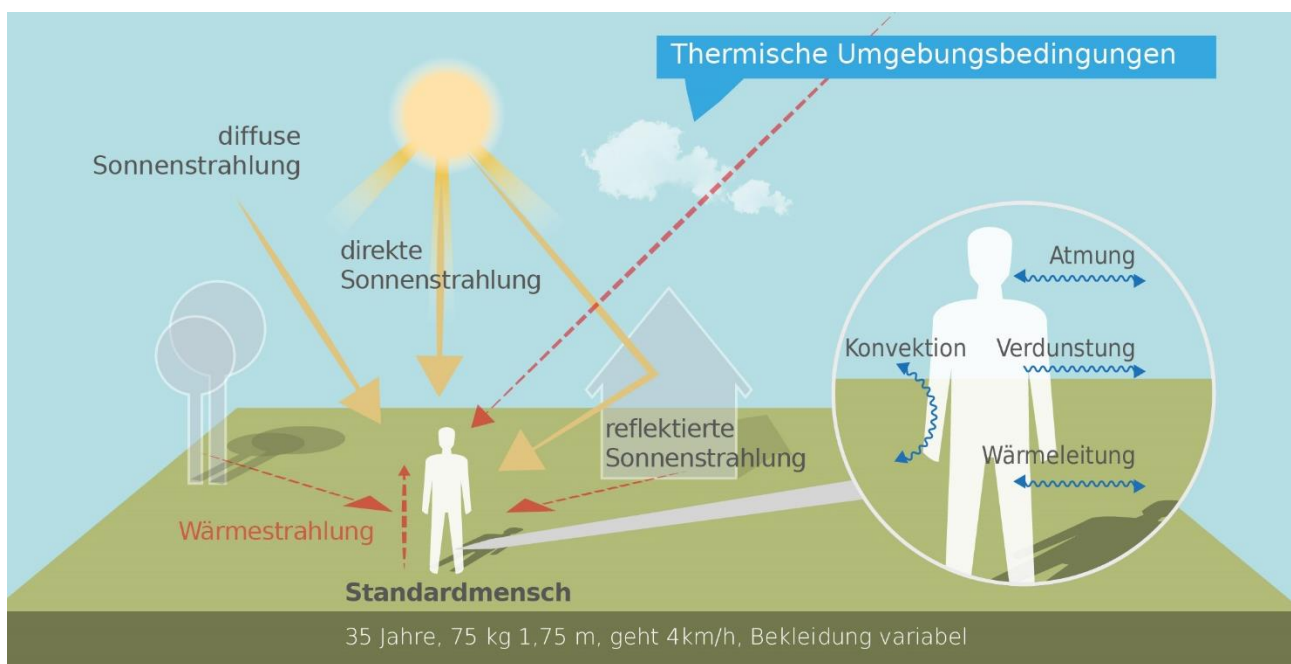 Thermische Umgebungsbedingungen
diffuse
Sonnenstrahlung
direkte
Sonnenstrahlung
Atmung
Konvektion
Verdunstung
reflektierte
Sonnenstrahlung
Wärmeleitung
Wärmestrahlung
Standardmensch
35 Jahre, 75 kg 1,75 m, geht 4km/h, Bekleidung variabel